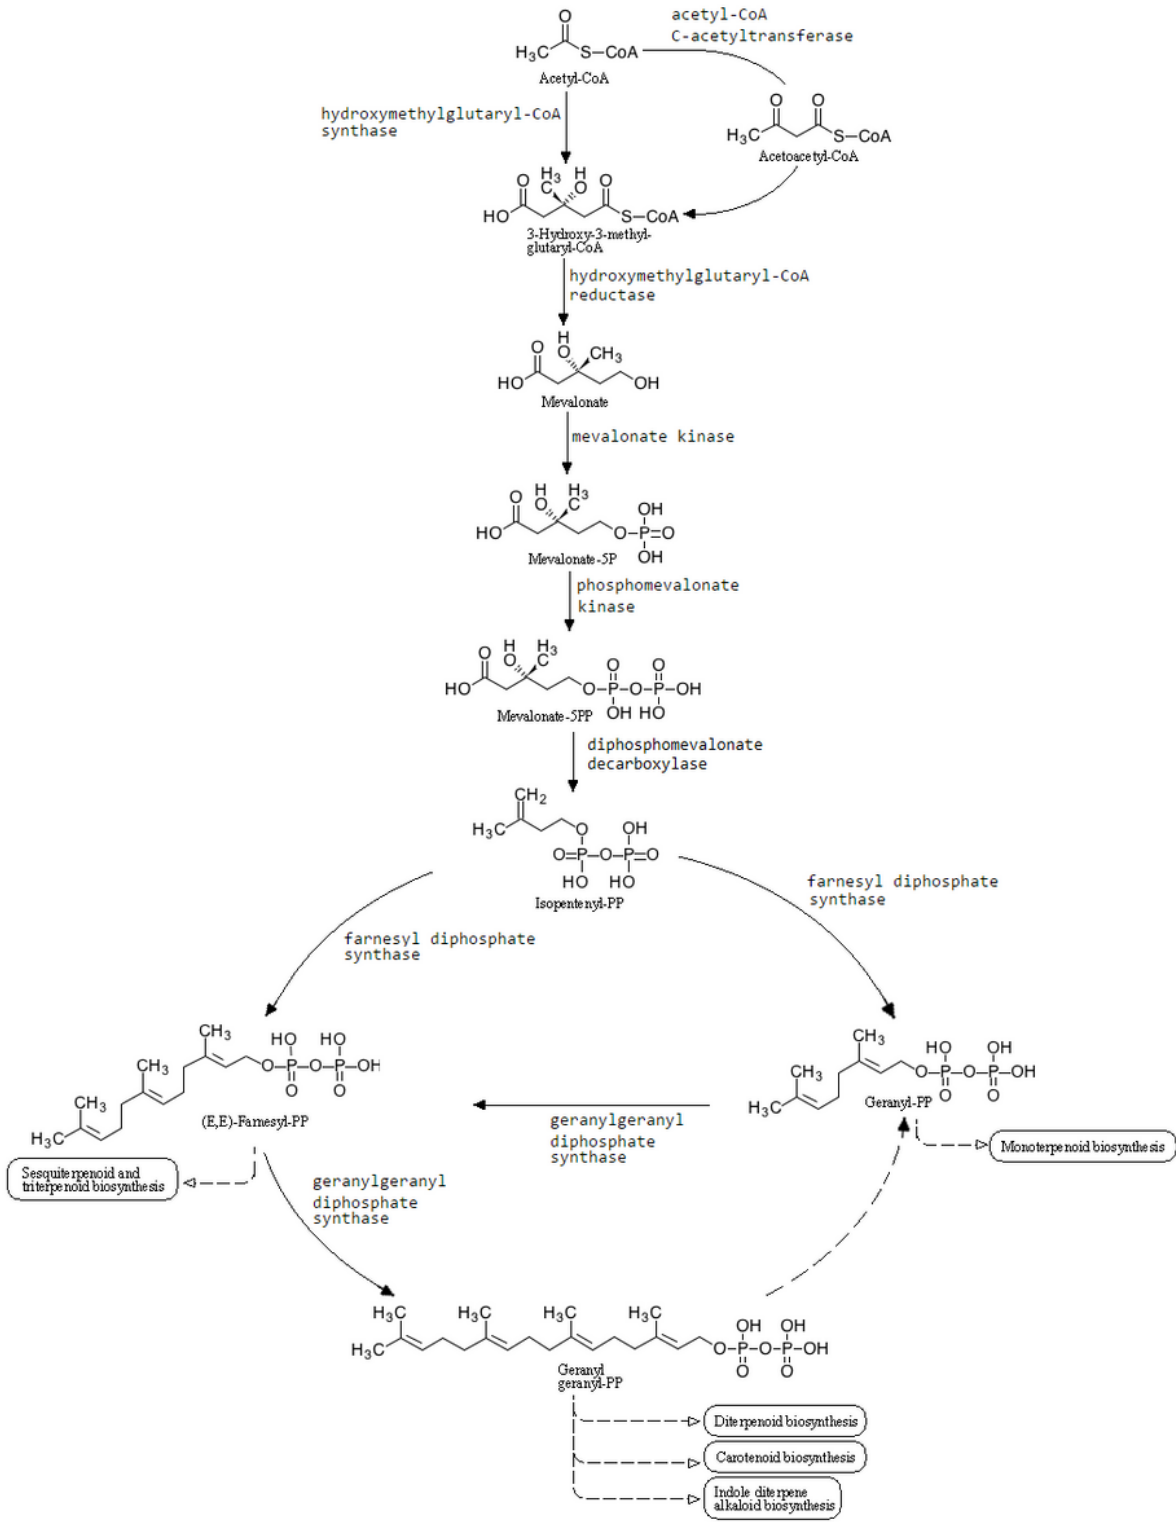 acetyl-CoA
C-acetyltransferase
O
H3C S—CoA
Acetyl-CoA
hydroxymethylglutaryl-CoA
synthase
O O
H3C S—CoA
Acetoacetyl-CoA
H3 H
O C O O
HO S—CoA
3-Hydroxy-3-methyl-
glutaryl-CoA
hydroxymethylglutaryl-CoA
reductase
H
O O CH3
HO OH
Mevalonate
mevalonate kinase
H H3
O O C OH
HO O—P=O
OH
Mevalonate-5P
phosphomevalonate
kinase
H H3
O O C O O
HO O—P—O—P—OH
OH HO
Mevalonate-5PP
diphosphomevalonate
decarboxylase
CH2
H3C O OH
O=P—O—P=O
HO HO
Isopentenyl-PP
farnesyl diphosphate
synthase
farnesyl diphosphate
synthase
CH3 HO HO
CH3 O—P—O—P—OH
O O
CH3
H3C
(E,E)-Farnesyl-PP
CH3 HO OH
CH3 O—P—O—P—OH
O O
H3C
Geranyl-PP
geranylgeranyl
diphosphate
synthase
Monoterpenoid biosynthesis
Sesquiterpenoid and
triterpenoid biosynthesis
geranylgeranyl
diphosphate
synthase
H3C H3C H3C H3C OH OH
H3C O—P—O—P—OH
O O
Geranyl
geranyl-PP
Diterpenoid biosynthesis
Carotenoid biosynthesis
Indole diterpene
alkaloid biosynthesis